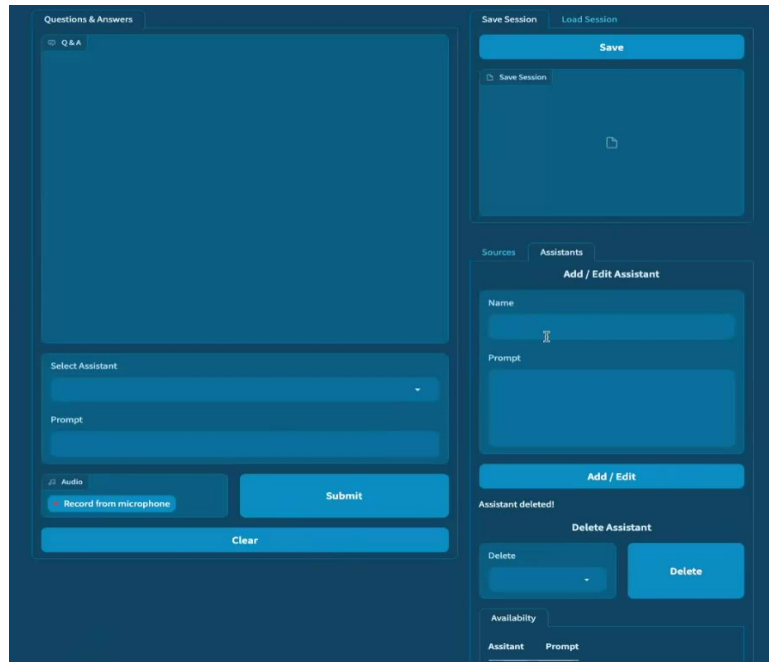 Questions & Answers
Q & A
Select Assistant
Prompt
Audio
Record from microphone
Submit
Clear
Save Session
Load Session
Save
Save Session
Sources
Assistants
Add / Edit Assistant
Name
Prompt
Add / Edit
Assistant deleted!
Delete Assistant
Delete
Delete
Availabilty
Assitant Prompt